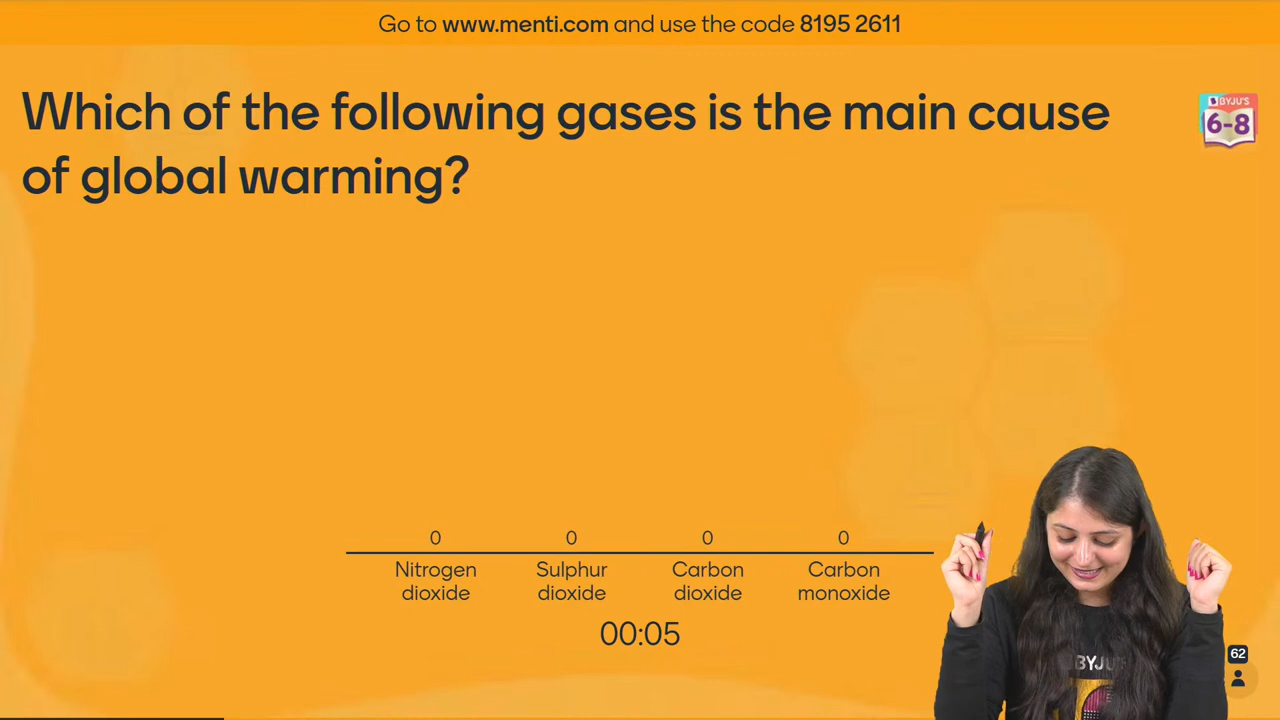 Go to www.menti.com and use the code 8195 2611
Which of the following gases is the main cause
of global warming?
BYJU'S
6-8
0 0 0 0
Nitrogen Sulphur Carbon Carbon
dioxide dioxide dioxide monoxide
00:05
62
BYJU'S